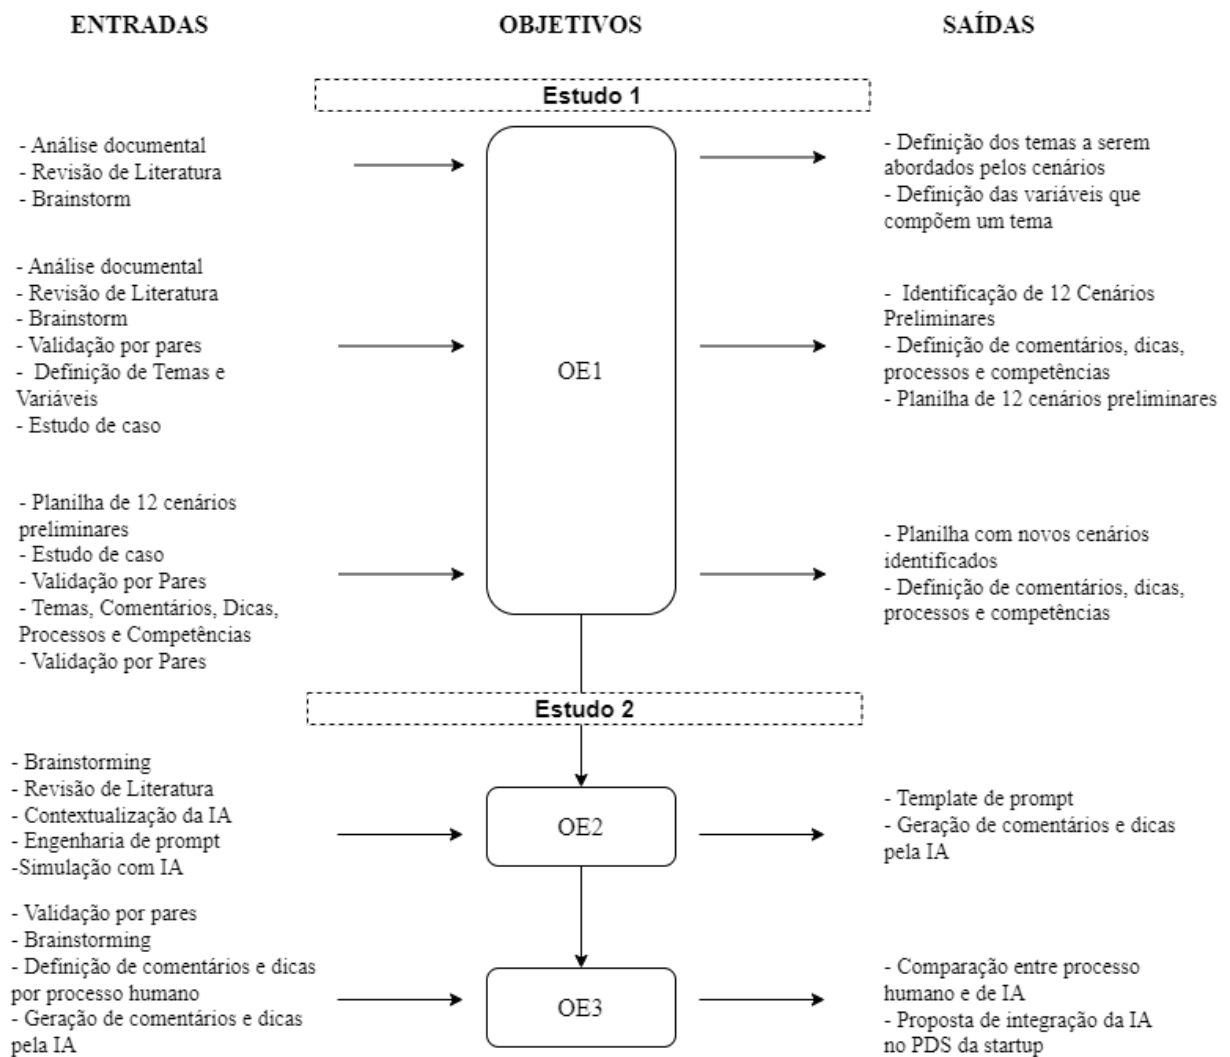 ENTRADAS
OBJETIVOS
SAÍDAS
Estudo 1
- Análise documental
- Revisão de Literatura
- Brainstorm
- Definição dos temas a serem
abordados pelos cenários
- Definição das variáveis que
compõem um tema
- Análise documental
- Revisão de Literatura
- Brainstorm
- Validação por pares
- Definição de Temas e
Variáveis
- Estudo de caso
OE1
- Identificação de 12 Cenários
Preliminares
- Definição de comentários, dicas,
processos e competências
- Planilha de 12 cenários preliminares
- Planilha de 12 cenários
preliminares
- Estudo de caso
- Validação por Pares
- Temas, Comentários, Dicas,
Processos e Competências
- Validação por Pares
- Planilha com novos cenários
identificados
- Definição de comentários, dicas,
processos e competências
Estudo 2
- Brainstorming
- Revisão de Literatura
- Contextualização da IA
- Engenharia de prompt
-Simulação com IA
OE2
- Template de prompt
- Geração de comentários e dicas
pela IA
- Validação por pares
- Brainstorming
- Definição de comentários e dicas
por processo humano
- Geração de comentários e dicas
pela IA
OE3
- Comparação entre processo
humano e de IA
- Proposta de integração da IA
no PDS da startup